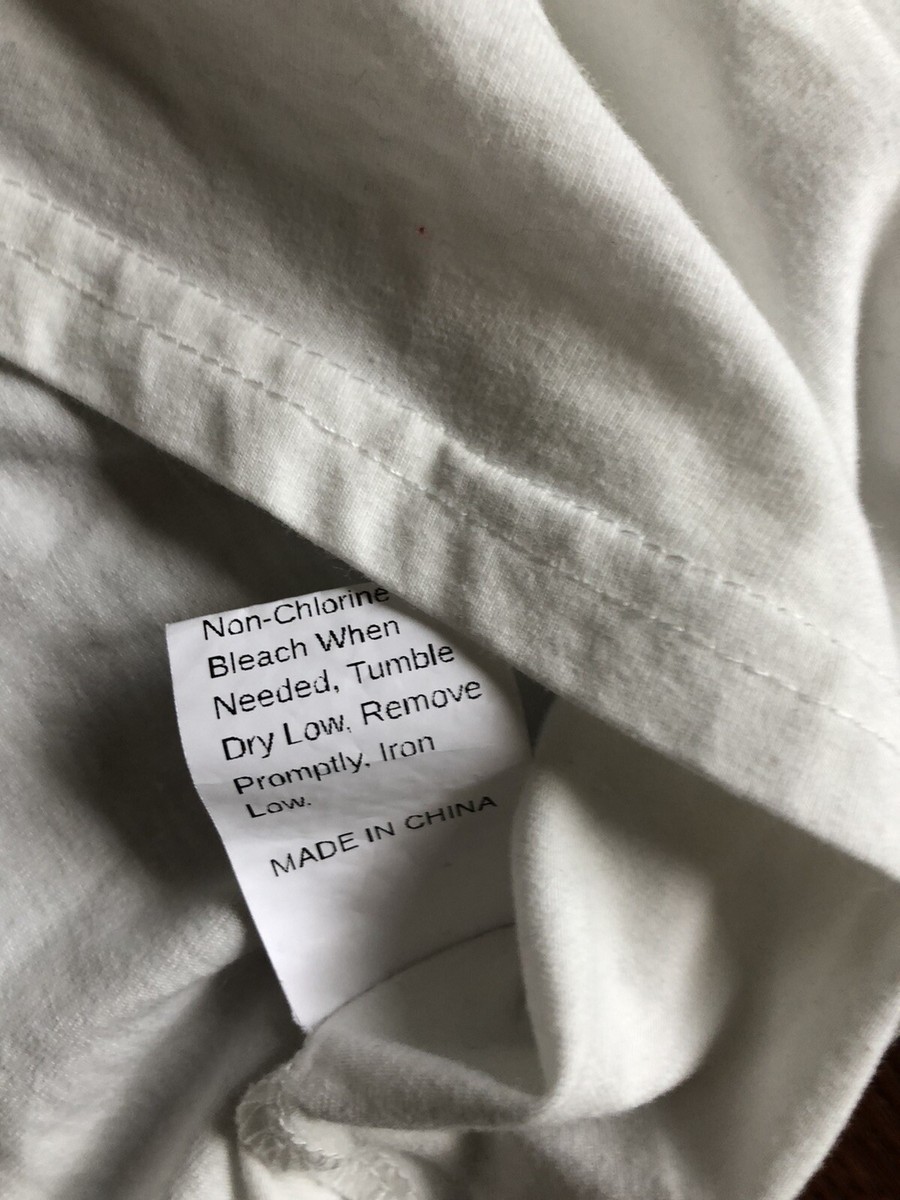 Non-Chlorine
Bleach When
Needed, Tumble
Dry Low, Remove
Promptly, Iron
Low.
MADE IN CHINA